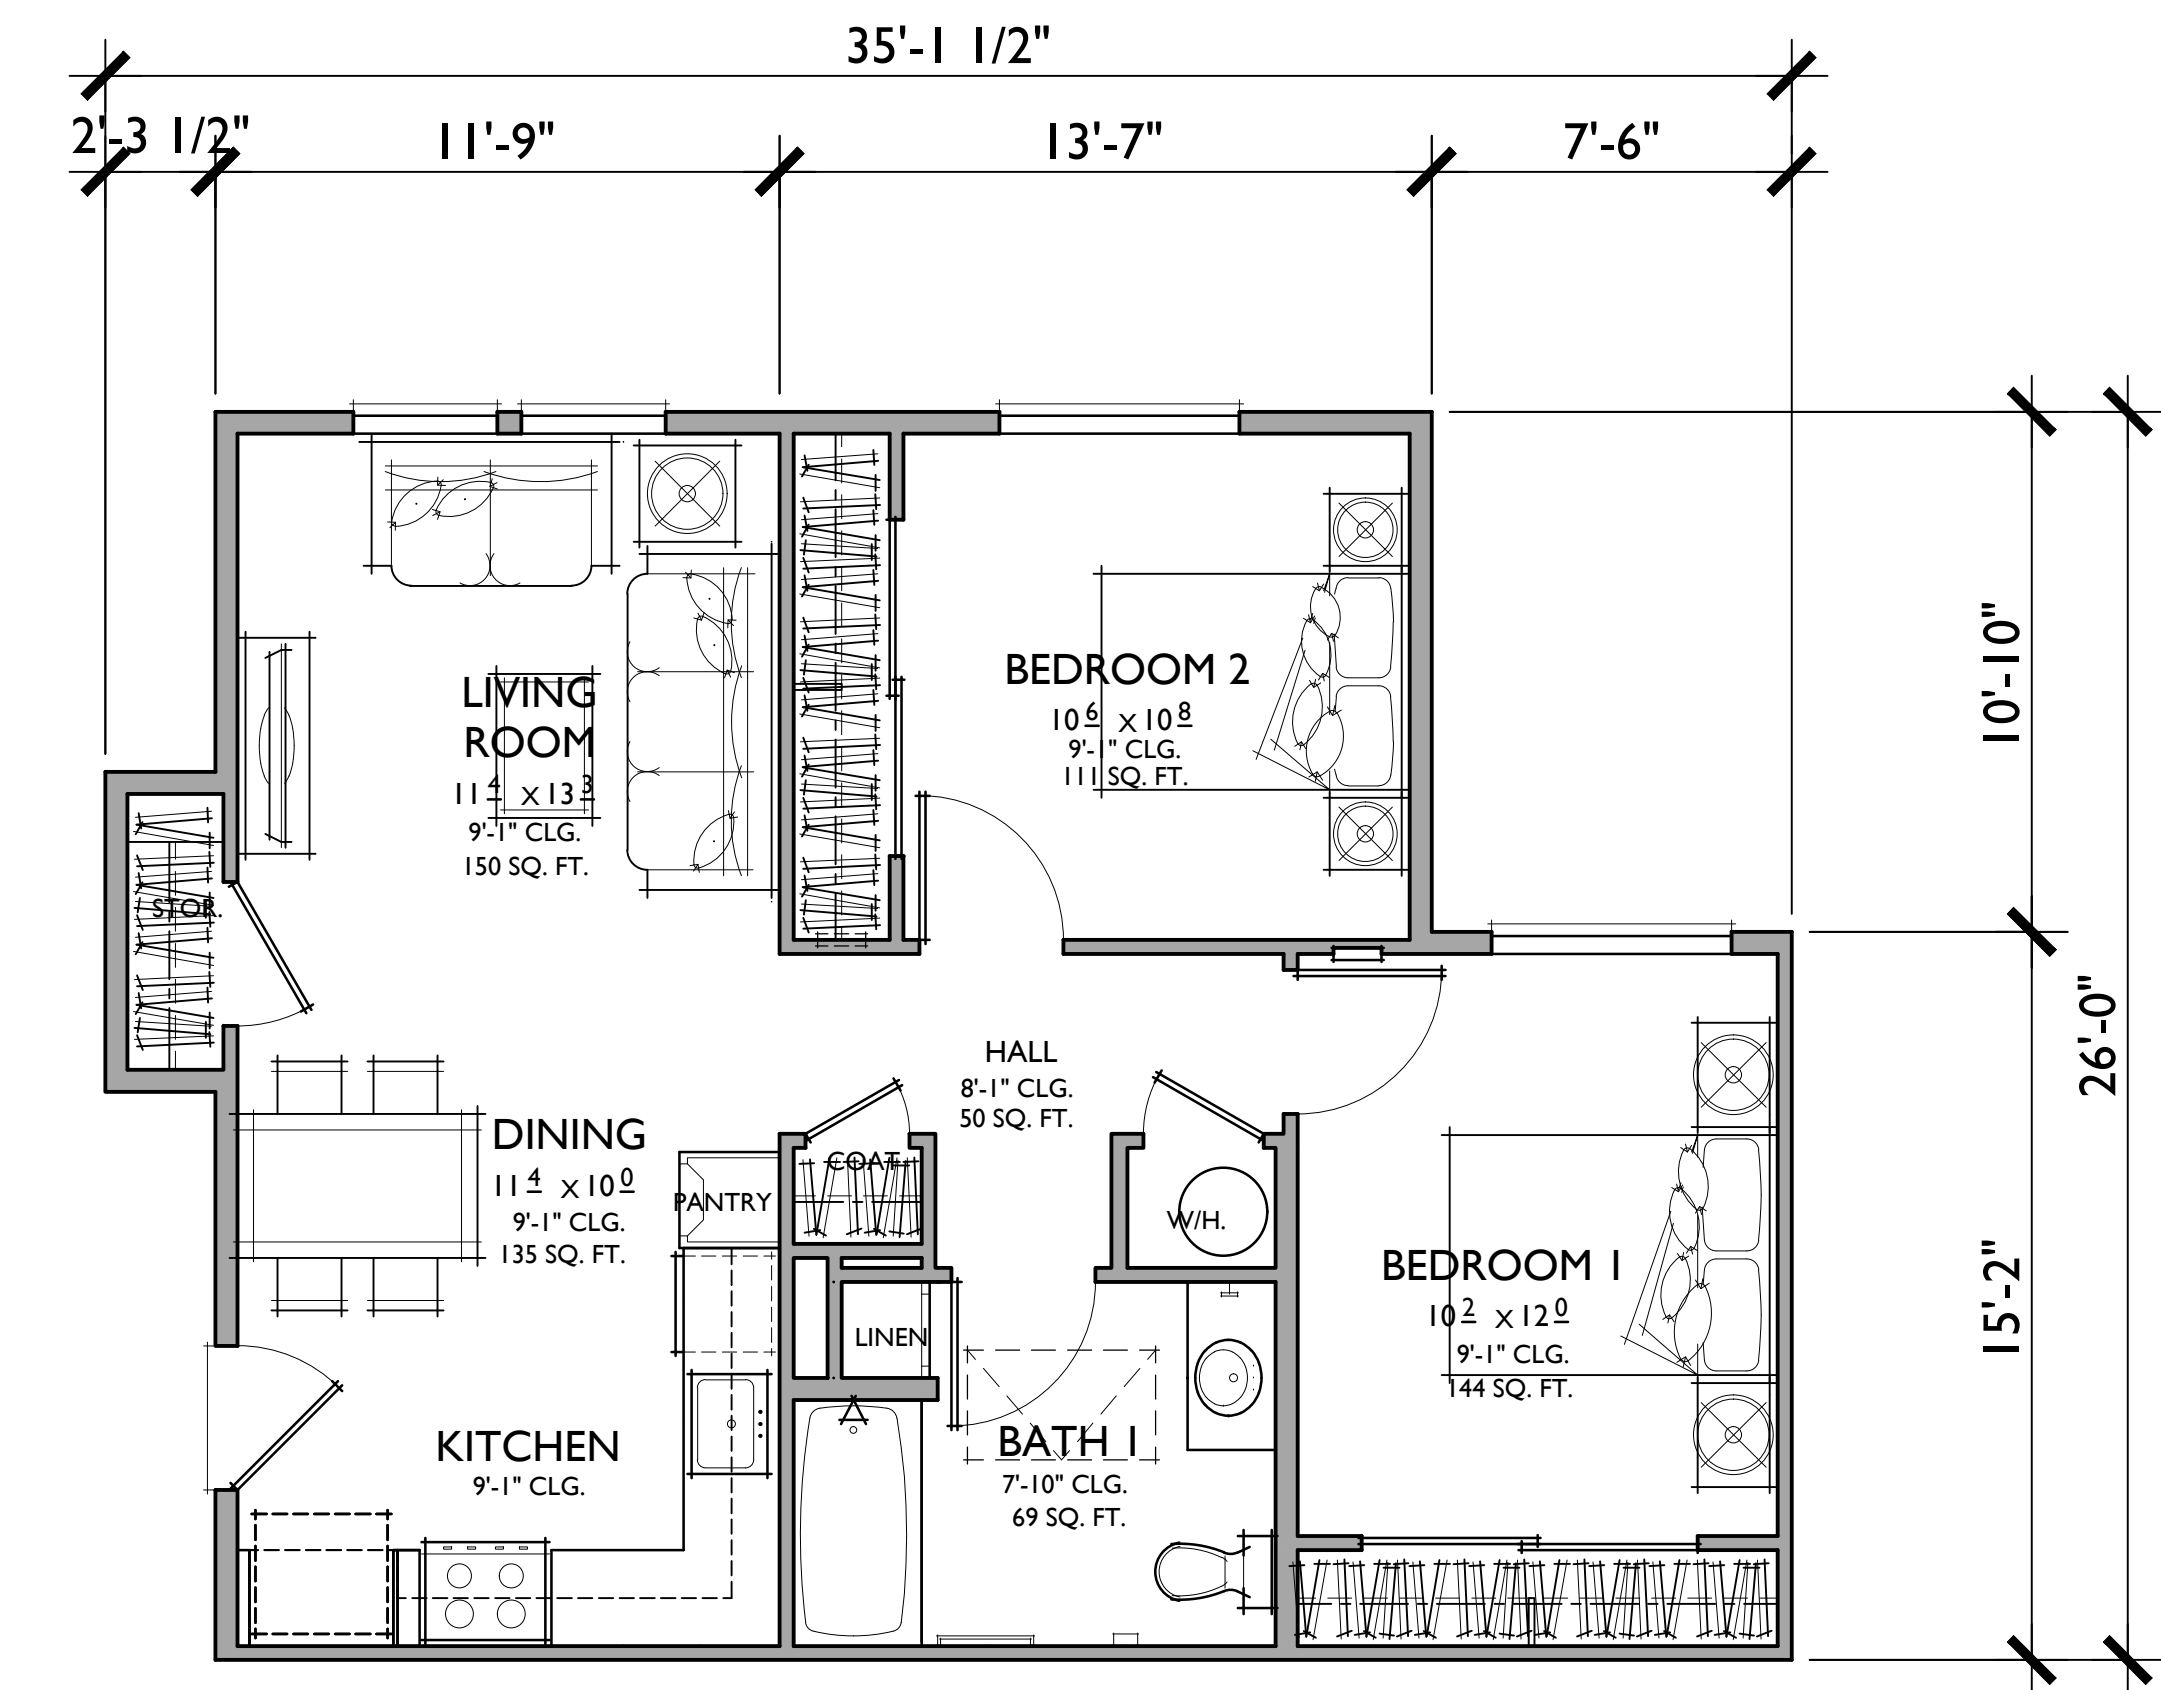 35'-1 1/2"
2'-3 1/2"
11'-9"
13'-7"
7'-6"
10'-10"
26'-0"
15'-2"
LIVING
ROOM
11 4 X 13 3
9'-1" CLG.
150 SQ. FT.
BEDROOM 2
10 6 X 10 8
9'-1" CLG.
111 SQ. FT.
STOR.
HALL
8'-1" CLG.
50 SQ. FT.
DINING
11 4 X 10 0
9'-1" CLG.
135 SQ. FT.
PANTRY
COAT
W/H.
LINEN
BEDROOM 1
10 2 X 12 0
9'-1" CLG.
144 SQ. FT.
KITCHEN
9'-1" CLG.
BATH 1
7'-10" CLG.
69 SQ. FT.